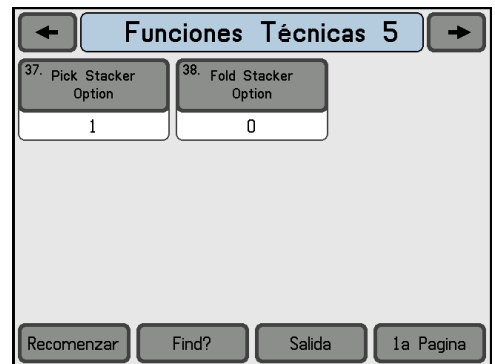 Funciones Técnicas 5
37. Pick Stacker
Option
1
38. Fold Stacker
Option
0
Recomenzar
Find?
Salida
1a Pagina